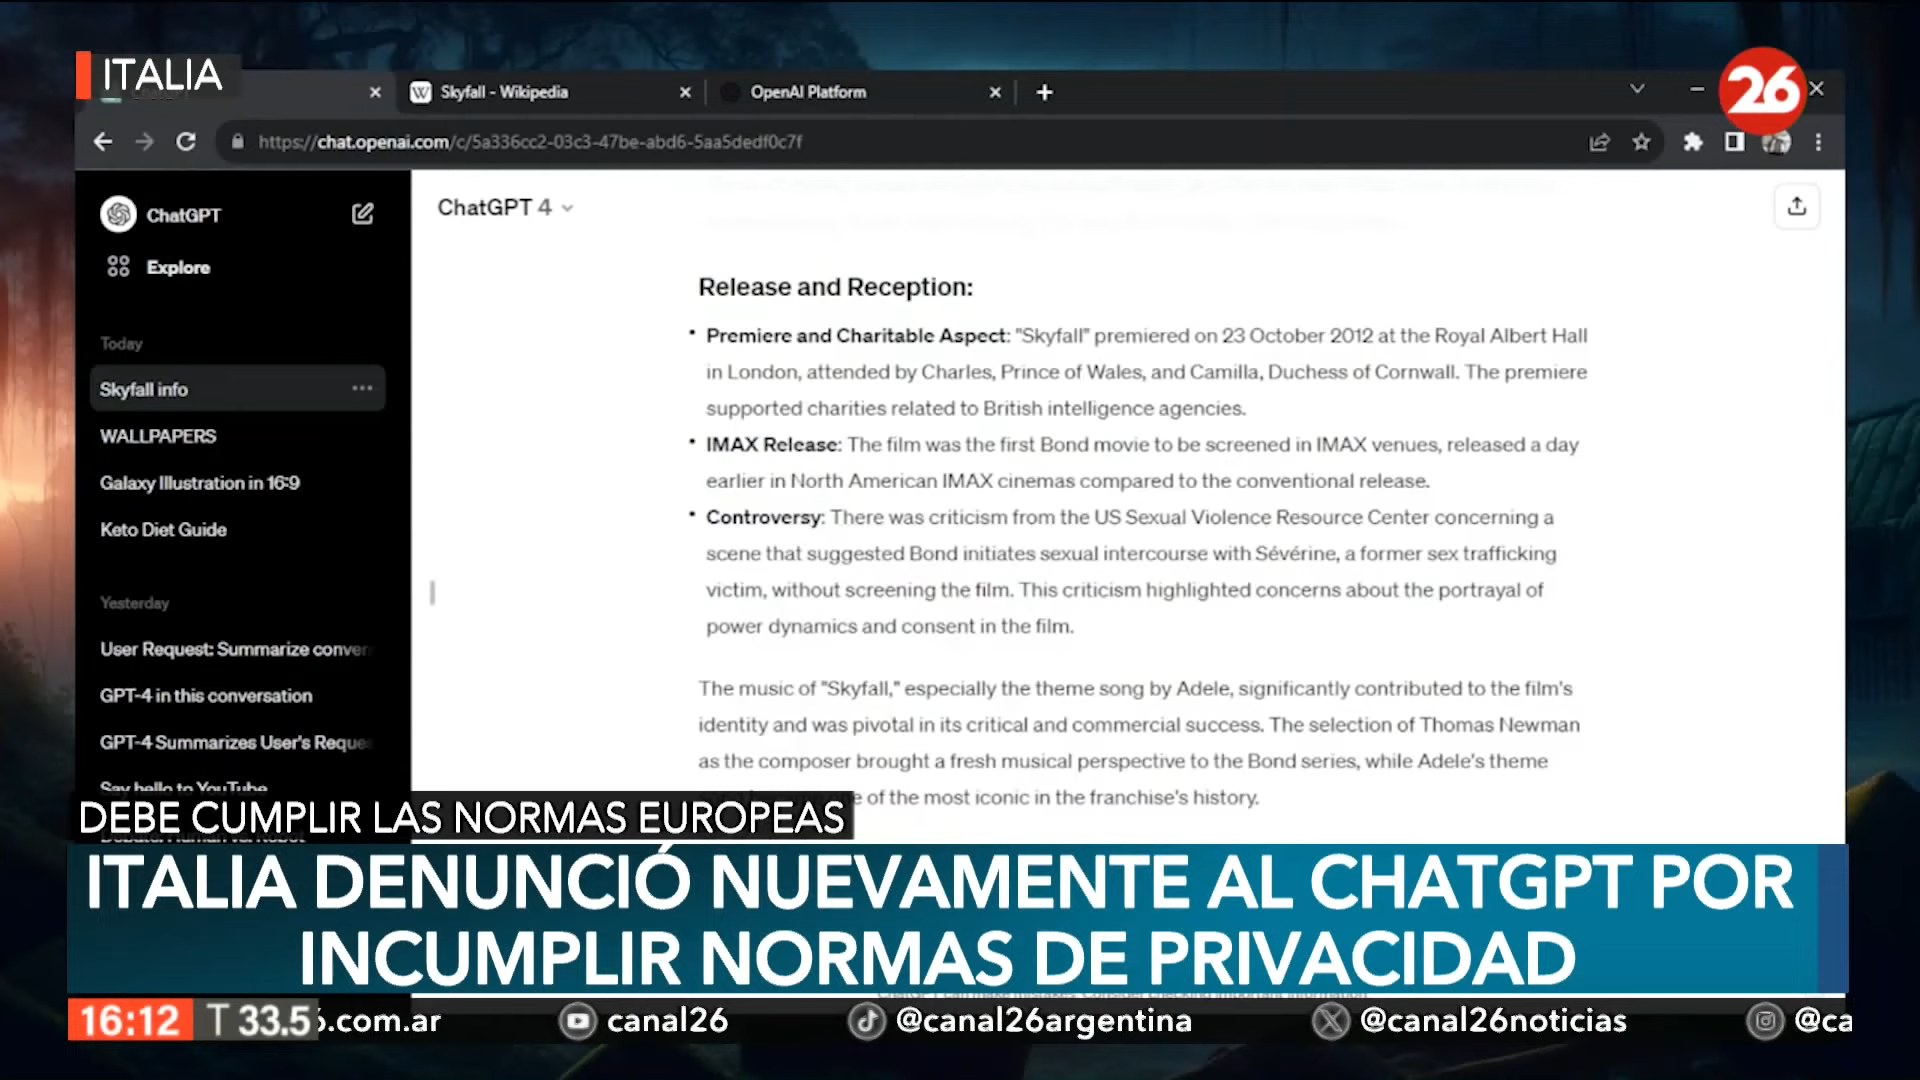 ITALIA
26
Skyfall - Wikipedia
OpenAI Platform
https://chat.openai.com/c/5a336cc2-03c3-47be-abd6-5aa5dedf0c7f
ChatGPT
Explore
Today
Skyfall info
WALLPAPERS
Galaxy Illustration in 16:9
Keto Diet Guide
Yesterday
User Request: Summarize conver
GPT-4 in this conversation
GPT-4 Summarizes User's Reque
Say hello to YouTube
ChatGPT 4
Release and Reception:
• Premiere and Charitable Aspect: "Skyfall" premiered on 23 October 2012 at the Royal Albert Hall
in London, attended by Charles, Prince of Wales, and Camilla, Duchess of Cornwall. The premiere
supported charities related to British intelligence agencies.
• IMAX Release: The film was the first Bond movie to be screened in IMAX venues, released a day
earlier in North American IMAX cinemas compared to the conventional release.
• Controversy: There was criticism from the US Sexual Violence Resource Center concerning a
scene that suggested Bond initiates sexual intercourse with Sévérine, a former sex trafficking
victim, without screening the film. This criticism highlighted concerns about the portrayal of
power dynamics and consent in the film.
The music of "Skyfall," especially the theme song by Adele, significantly contributed to the film's
identity and was pivotal in its critical and commercial success. The selection of Thomas Newman
as the composer brought a fresh musical perspective to the Bond series, while Adele's theme
of the most iconic in the franchise's history.
DEBE CUMPLIR LAS NORMAS EUROPEAS
ITALIA DENUNCIÓ NUEVAMENTE AL CHATGPT POR
INCUMPLIR NORMAS DE PRIVACIDAD
16:12 T 33.5 6.com.ar canal26 @canal26argentina @canal26noticias @ca